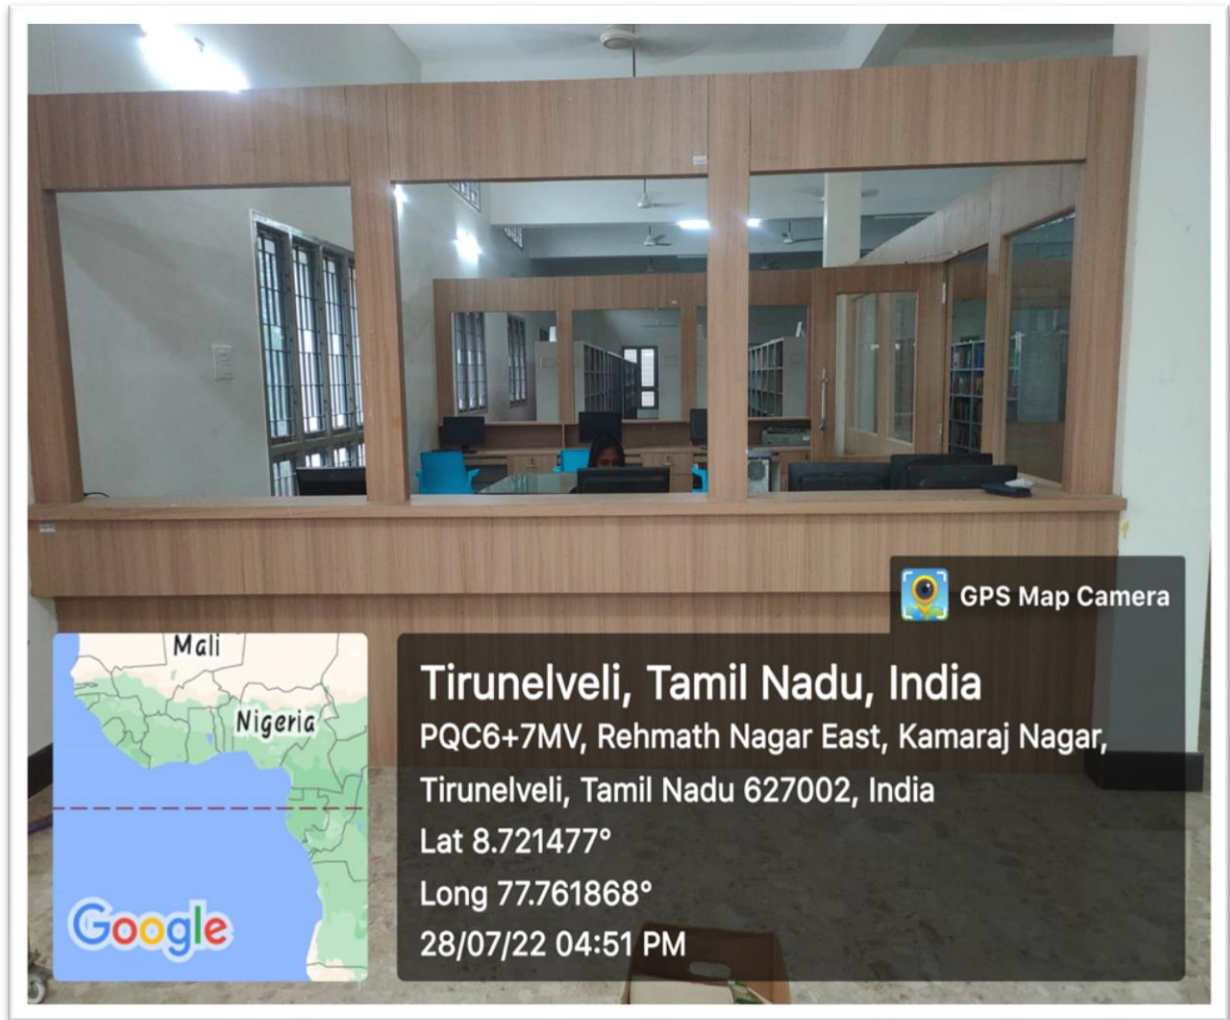 GPS Map Camera
Mali
Nigeria
Google
Tirunelveli, Tamil Nadu, India
PQC6+7MV, Rehmath Nagar East, Kamaraj Nagar,
Tirunelveli, Tamil Nadu 627002, India
Lat 8.721477°
Long 77.761868°
28/07/22 04:51 PM